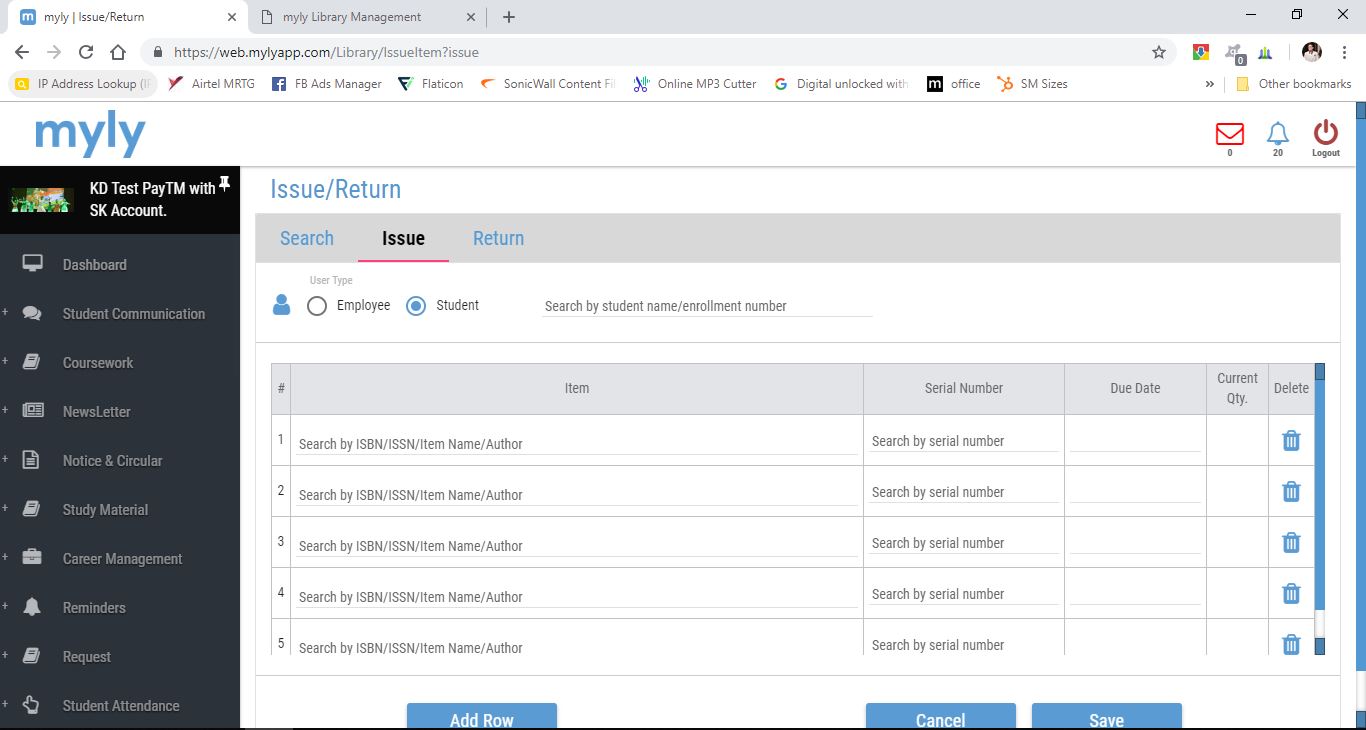 myly | Issue/Return
myly Library Management
https://web.mylyapp.com/Library/IssueItem?issue
0
IP Address Lookup (I
Airtel MRTG
FB Ads Manager
Flaticon
SonicWall Content Fi
Online MP3 Cutter
Digital unlocked with
office
SM Sizes
»
Other bookmarks
myly
0
20
Logout
KD Test PayTM with
SK Account.
Dashboard
+ Student Communication
+ Coursework
+ NewsLetter
+ Notice & Circular
+ Study Material
+ Career Management
+ Reminders
+ Request
+ Student Attendance
Issue/Return
Search Issue Return
User Type
Employee Student Search by student name/enrollment number
# Item Serial Number Due Date Current Qty. Delete
1 Search by ISBN/ISSN/Item Name/Author Search by serial number
2 Search by ISBN/ISSN/Item Name/Author Search by serial number
3 Search by ISBN/ISSN/Item Name/Author Search by serial number
4 Search by ISBN/ISSN/Item Name/Author Search by serial number
5 Search by ISBN/ISSN/Item Name/Author Search by serial number
Add Row Cancel Save